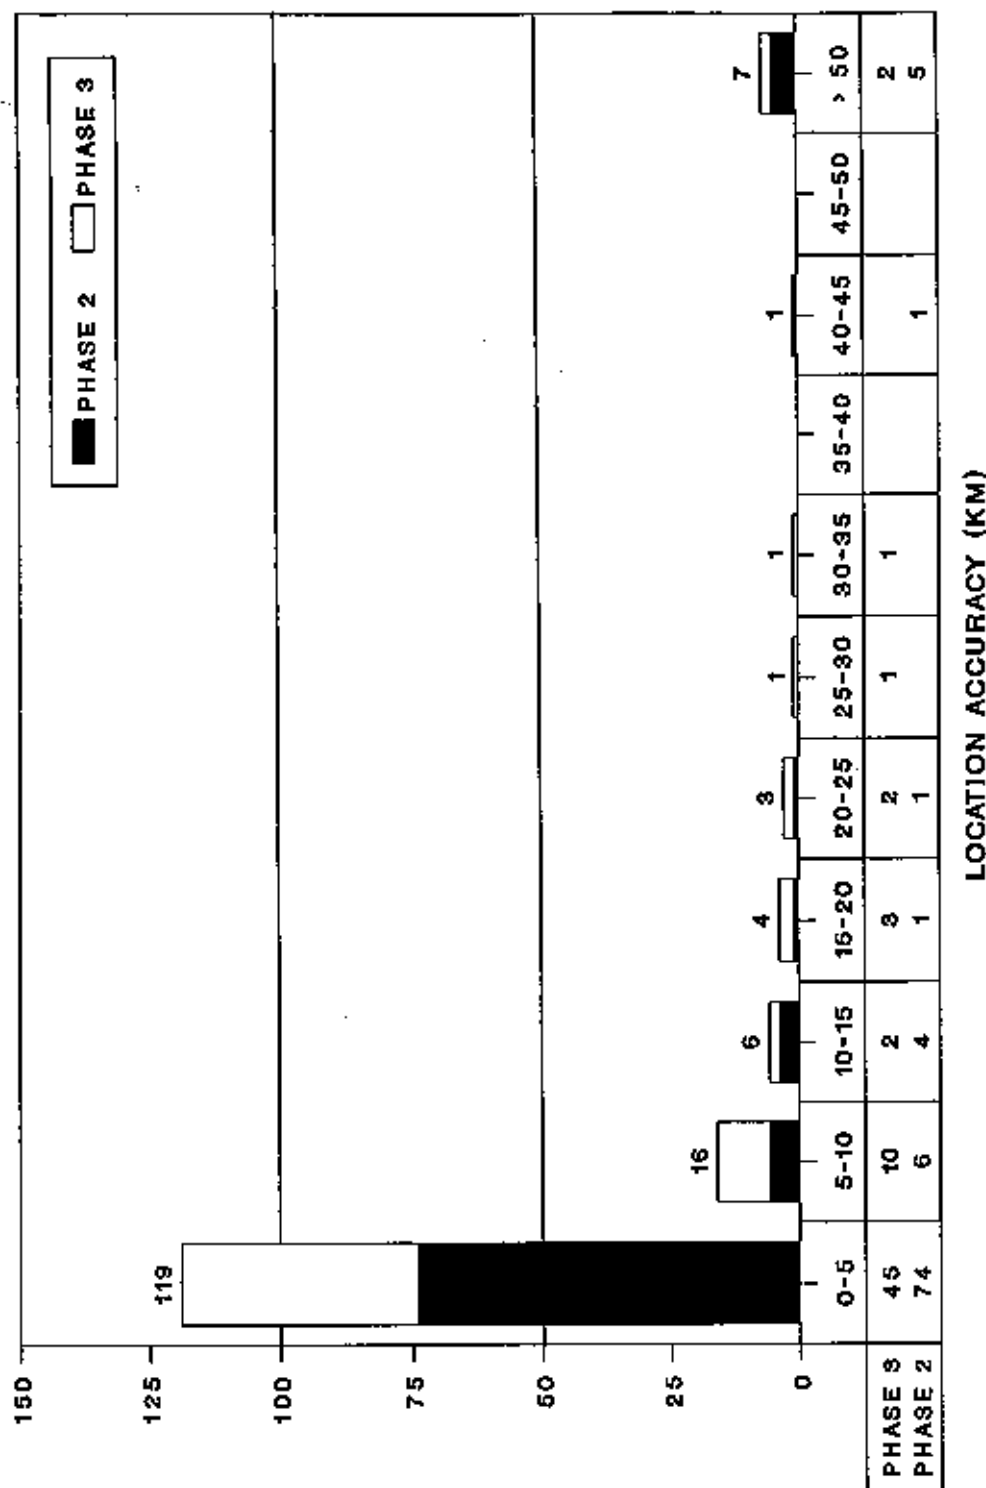 PHASE 2 PHASE 3
150
125
100
75
50
25
0
119 16 6 4 3 1 1 1 7
0-5 5-10 10-15 15-20 20-25 25-30 30-35 35-40 40-45 45-50 > 50
PHASE 3 45 10 2 3 2 1 1 2
PHASE 2 74 6 4 1 1 1 5
LOCATION ACCURACY (KM)